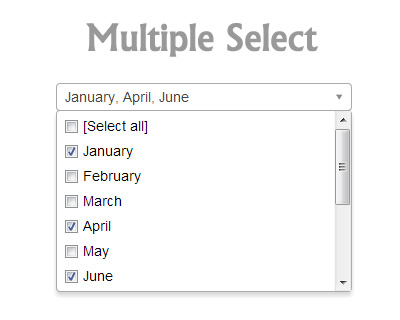 Multiple Select
January, April, June
[Select all]
January
February
March
April
May
June